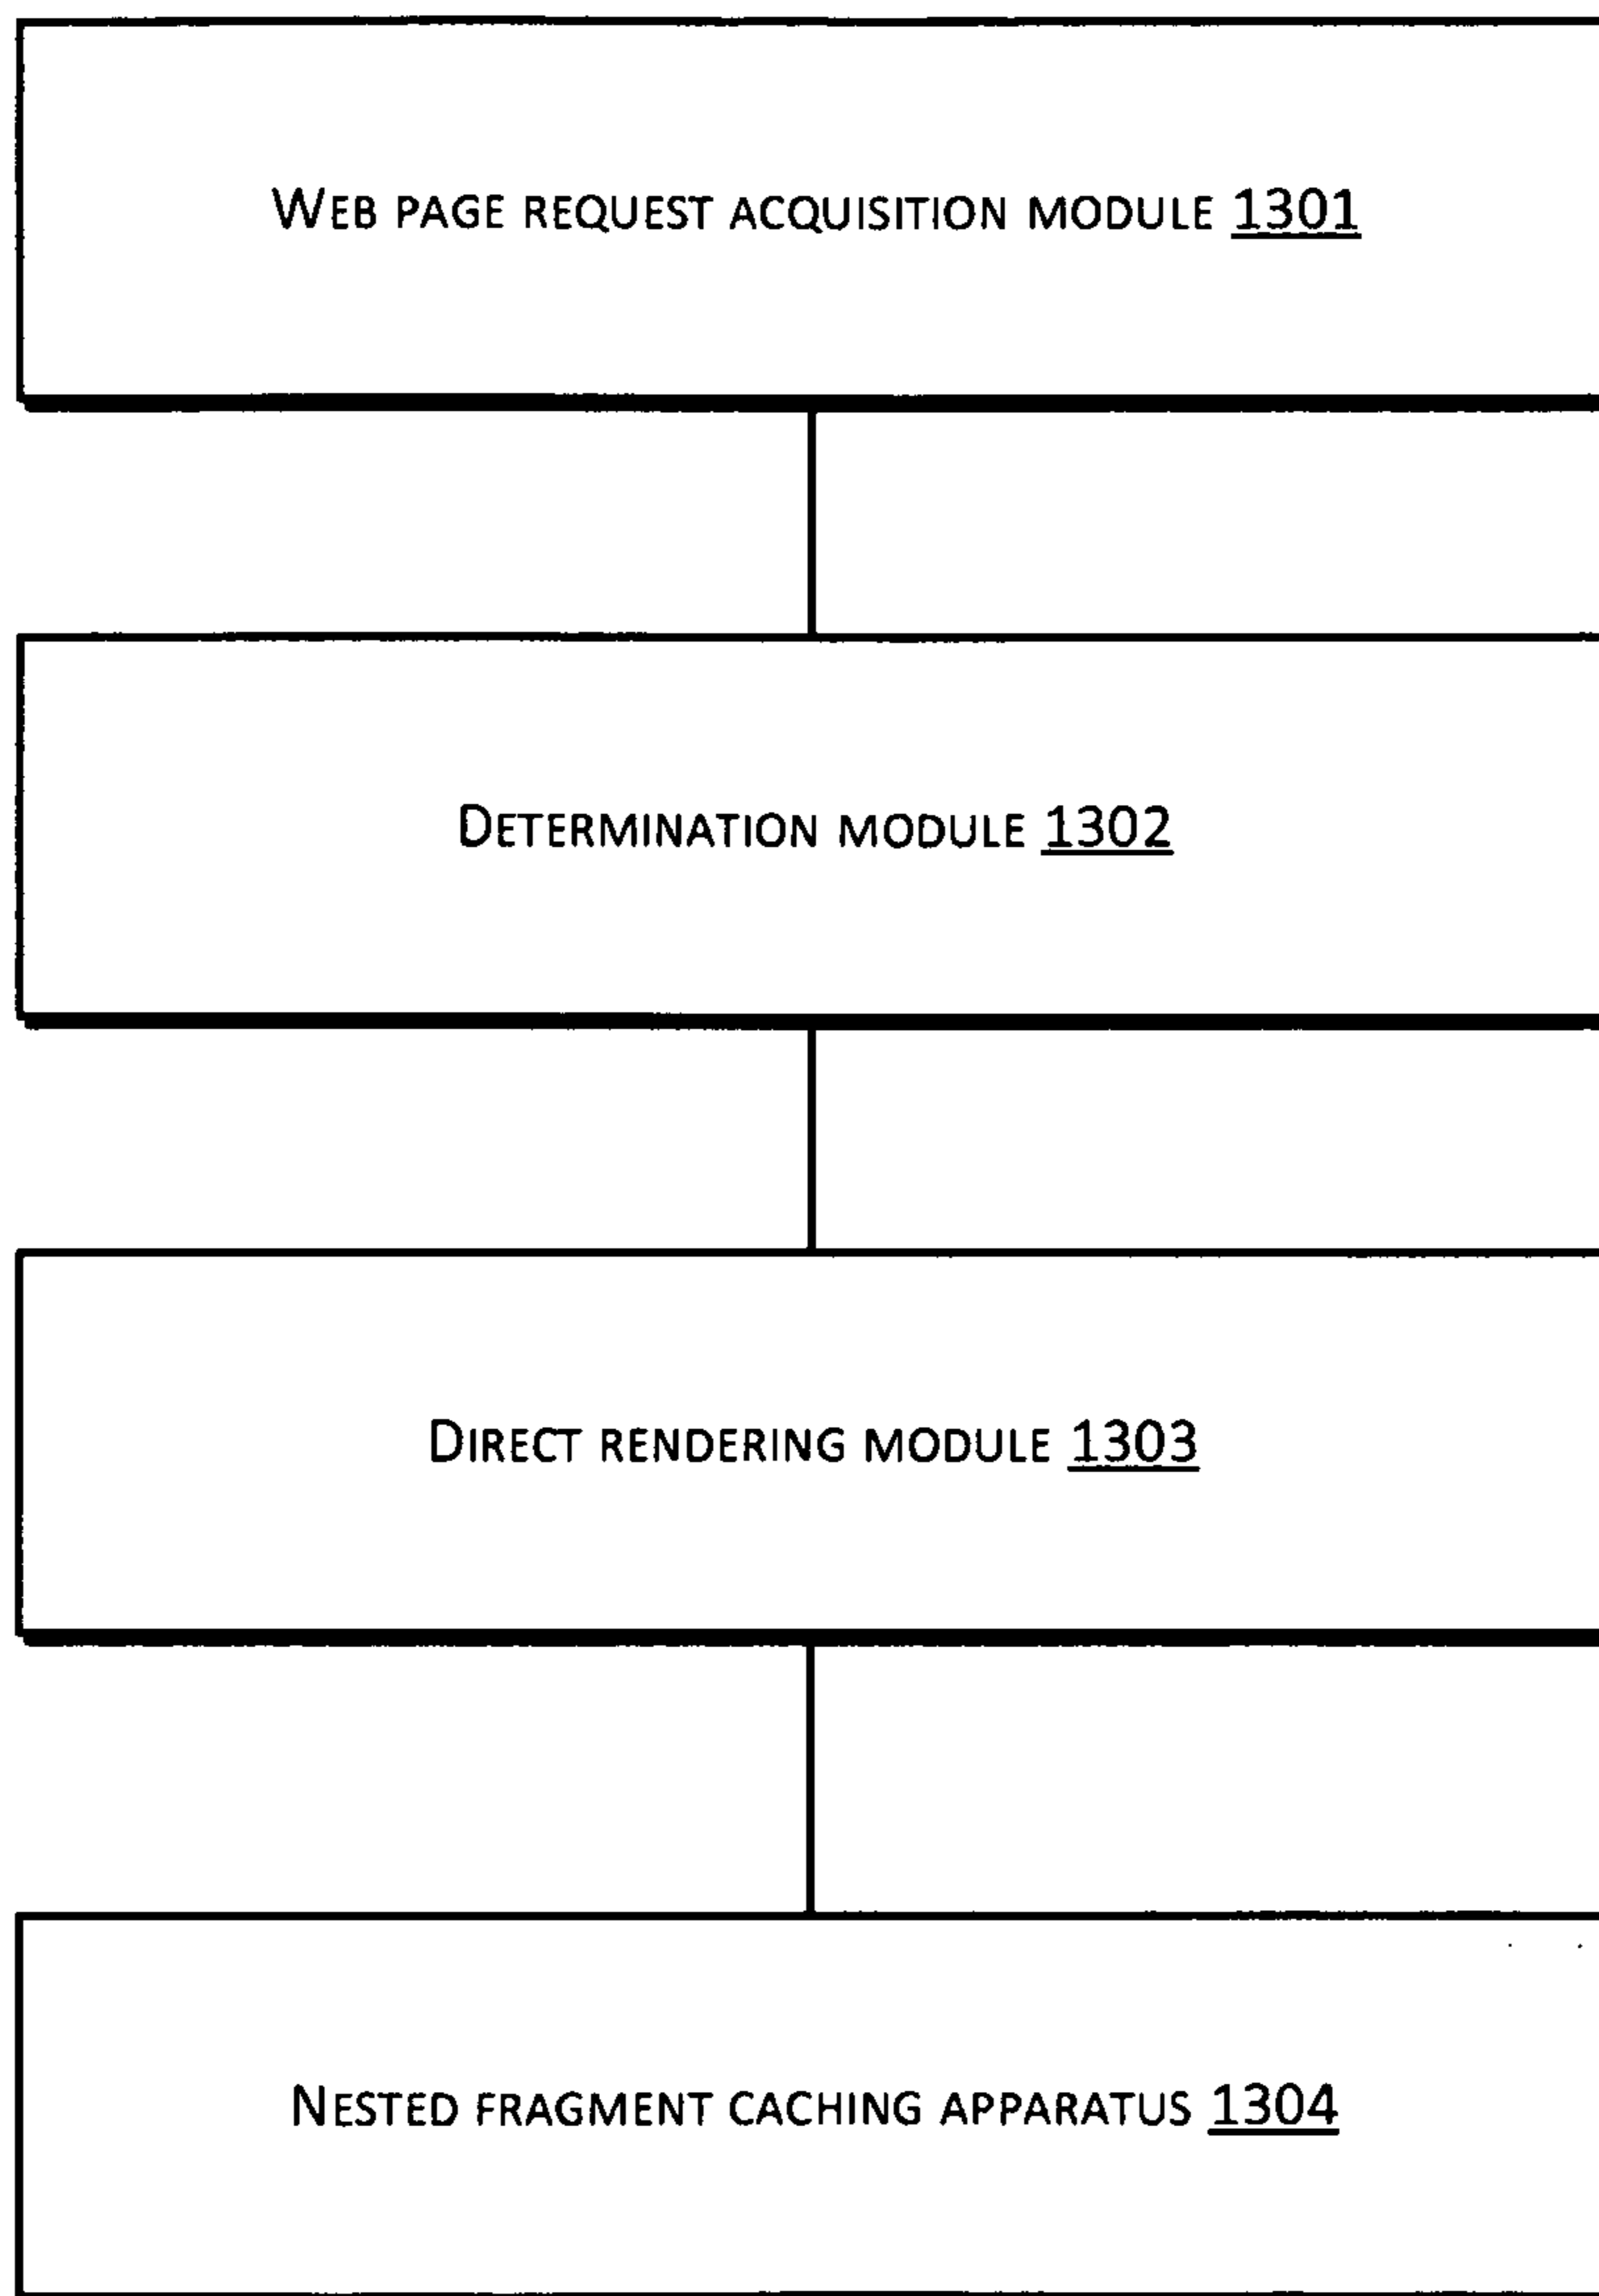 Web page request acquisition module 1301
Determination module 1302
Direct rendering module 1303
Nested fragment caching apparatus 1304